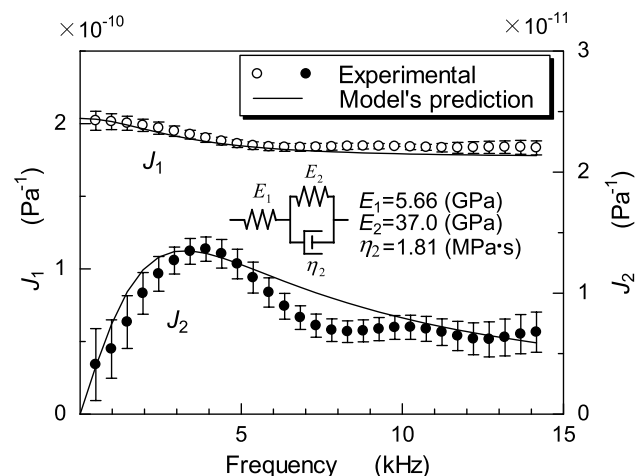 ×10⁻¹⁰
×10⁻¹¹
2
1
0
J₁ (Pa⁻¹)
3
2
1
0
J₂ (Pa⁻¹)
Experimental
Model's prediction
J₁
J₂
E₁
E₂
η₂
E₁=5.66 (GPa)
E₂=37.0 (GPa)
η₂=1.81 (MPa•s)
0 5 10 15
Frequency (kHz)